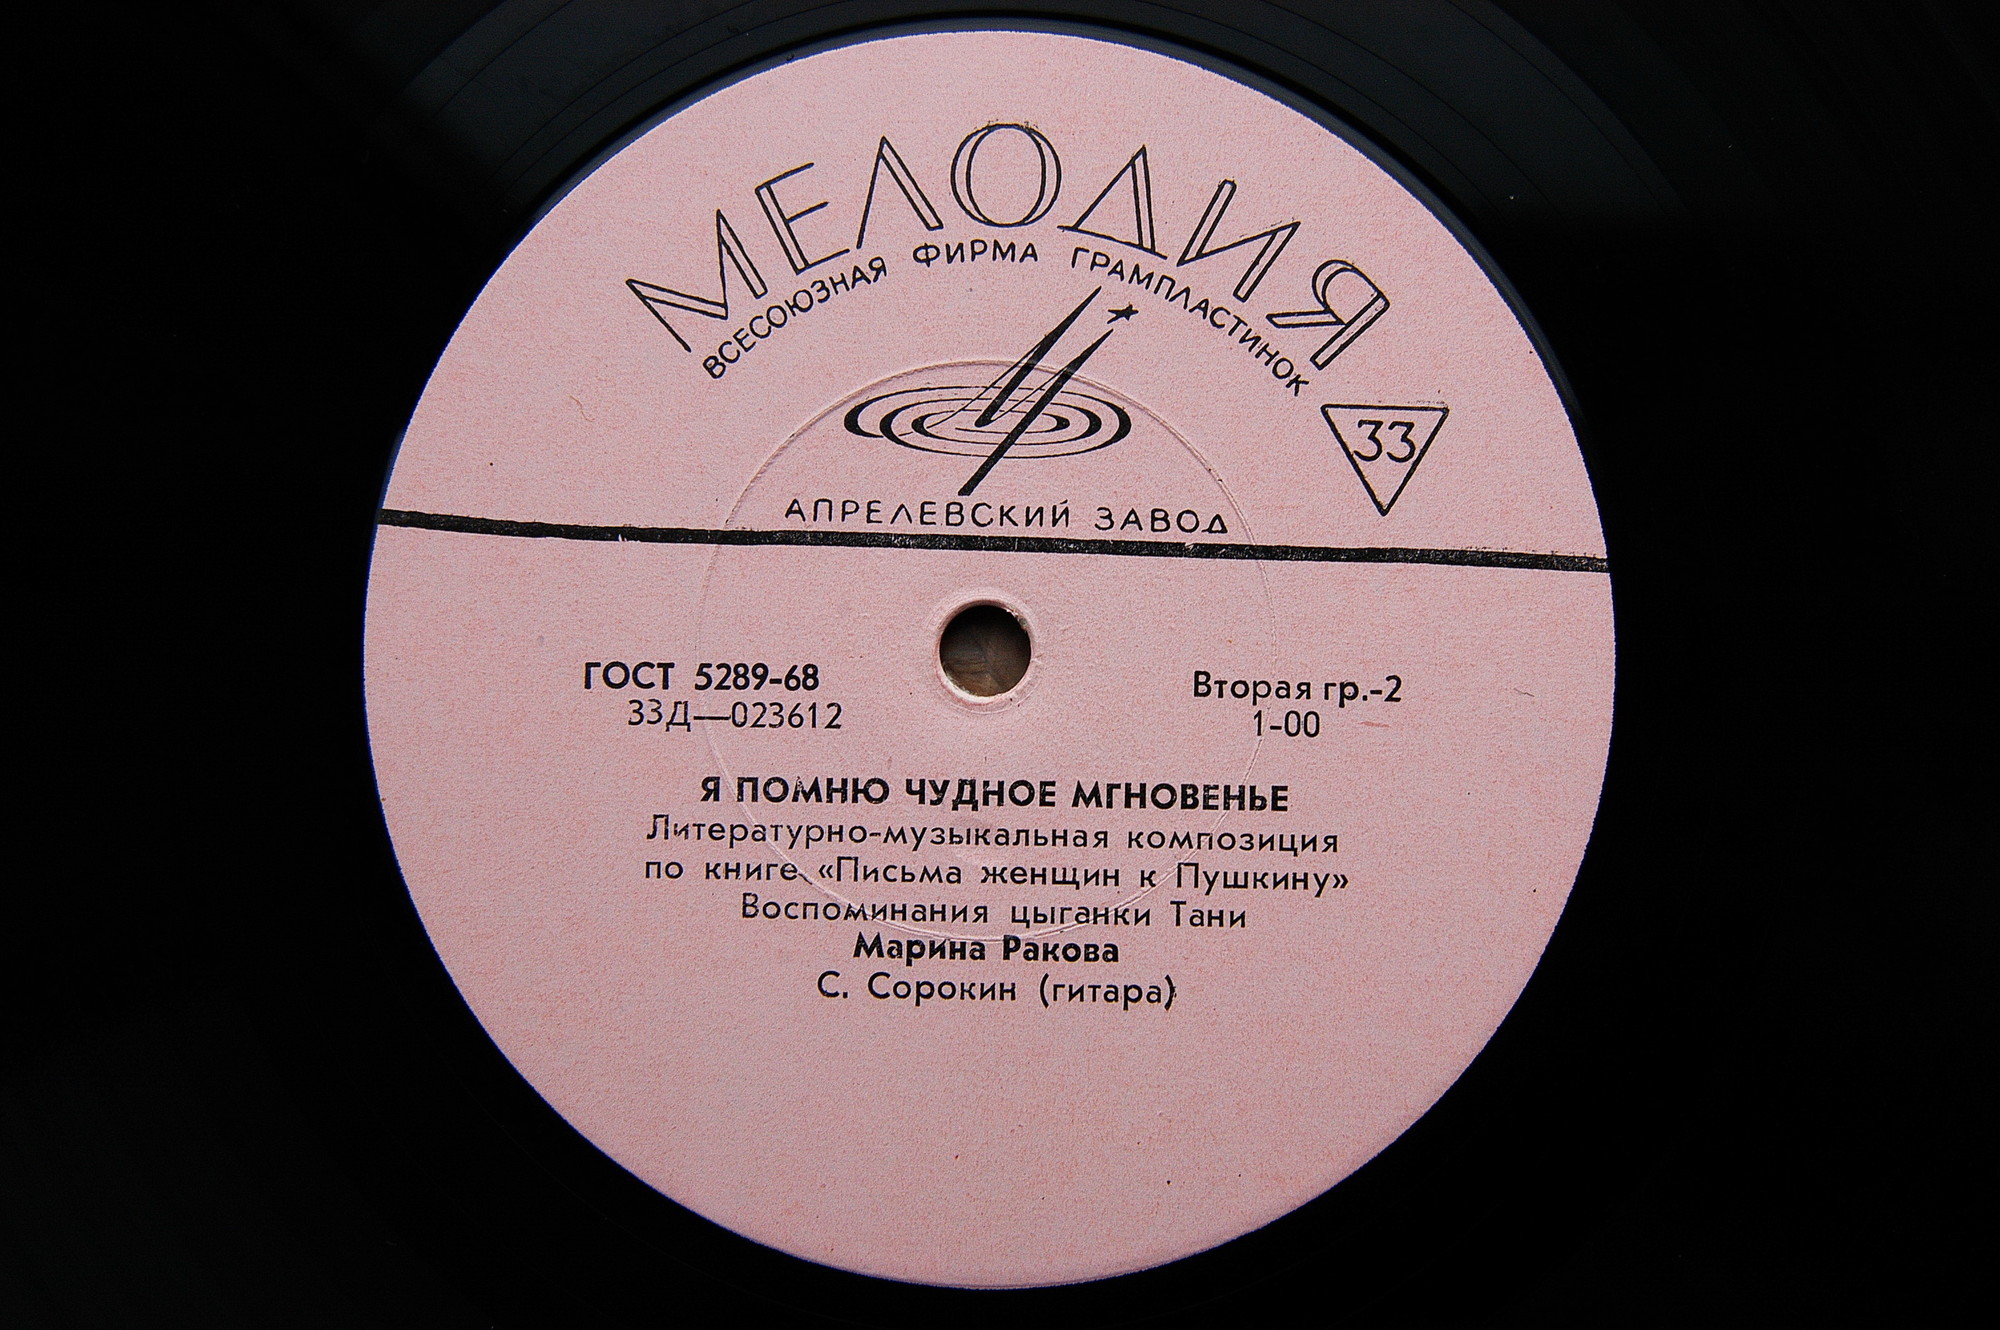 МЕЛОДИЯ
ВСЕСОЮЗНАЯ ФИРМА ГРАМПЛАСТИНОК
33
АПРЕЛЕВСКИЙ ЗАВОД
ГОСТ 5289-68
33Д—023612
Вторая гр.-2
1-00
Я ПОМНЮ ЧУДНОЕ МГНОВЕНЬЕ
Литературно-музыкальная композиция
по книге «Письма женщин к Пушкину»
Воспоминания цыганки Тани
Марина Ракова
С. Сорокин (гитара)